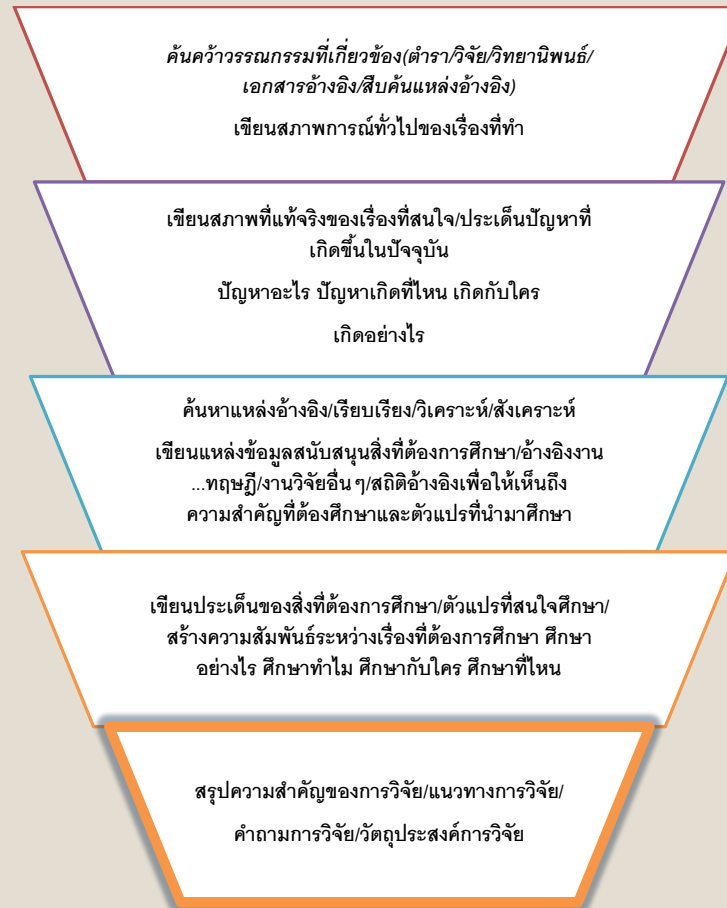 ค้นคว้าวรรณกรรมที่เกี่ยวข้อง(ตำรา/วิจัย/วิทยานิพนธ์/
เอกสารอ้างอิง/สืบค้นแหล่งอ้างอิง)
เขียนสภาพการณ์ทั่วไปของเรื่องที่ทำ
เขียนสภาพที่แท้จริงของเรื่องที่สนใจ/ประเด็นปัญหาที่
เกิดขึ้นในปัจจุบัน
ปัญหาอะไร ปัญหาเกิดที่ไหน เกิดกับใคร
เกิดอย่างไร
ค้นหาแหล่งอ้างอิง/เรียบเรียง/วิเคราะห์/สังเคราะห์
เขียนแหล่งข้อมูลสนับสนุนสิ่งที่ต้องการศึกษา/อ้างอิงงาน
...ทฤษฎี/งานวิจัยอื่น ๆ/สถิติอ้างอิงเพื่อให้เห็นถึง
ความสำคัญที่ต้องศึกษาและตัวแปรที่นำมาศึกษา
เขียนประเด็นของสิ่งที่ต้องการศึกษา/ตัวแปรที่สนใจศึกษา/
สร้างความสัมพันธ์ระหว่างเรื่องที่ต้องการศึกษา ศึกษา
อย่างไร ศึกษาทำไม ศึกษากับใคร ศึกษาที่ไหน
สรุปความสำคัญของการวิจัย/แนวทางการวิจัย/
คำถามการวิจัย/วัตถุประสงค์การวิจัย